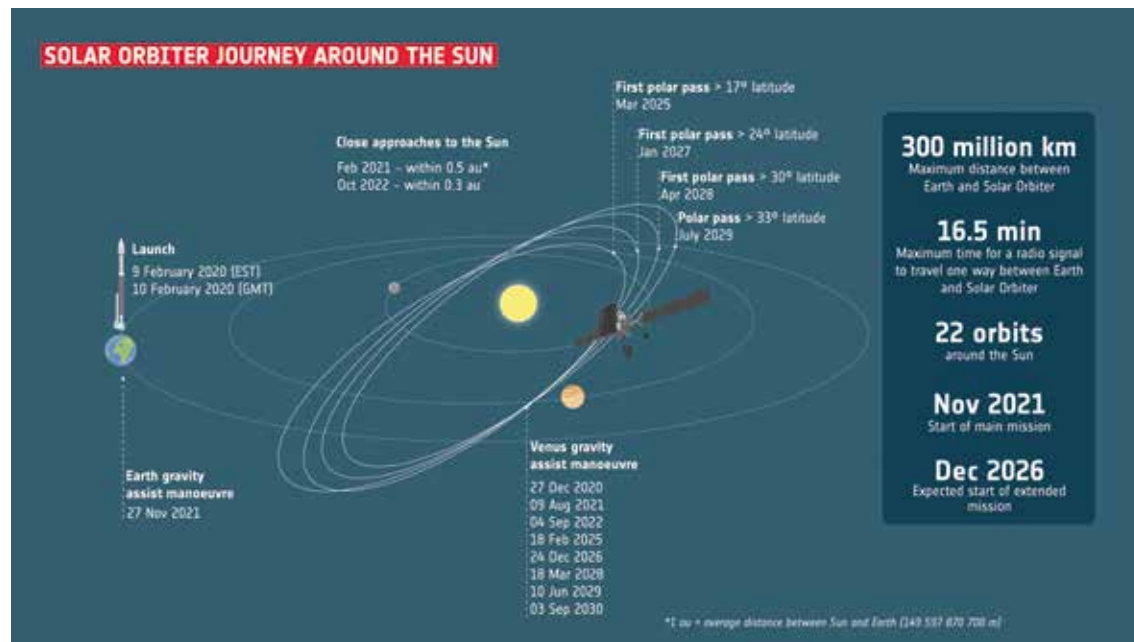 SOLAR ORBITER JOURNEY AROUND THE SUN
First polar pass > 17º latitude
Mar 2025
Close approaches to the Sun
Feb 2021 – within 0.5 au*
Oct 2022 – within 0.3 au
First polar pass > 24º latitude
Jan 2027
First polar pass > 30º latitude
Apr 2028
Polar pass > 33º latitude
July 2029
Launch
9 February 2020 (EST)
10 February 2020 (GMT)
Earth gravity
assist manoeuvre
27 Nov 2021
Venus gravity
assist manoeuvre
27 Dec 2020
09 Aug 2021
04 Sep 2022
18 Feb 2025
24 Dec 2026
18 Mar 2028
10 Jun 2029
03 Sep 2030
300 million km
Maximum distance between
Earth and Solar Orbiter
16.5 min
Maximum time for a radio signal
to travel one way between Earth
and Solar Orbiter
22 orbits
around the Sun
Nov 2021
Start of main mission
Dec 2026
Expected start of extended
mission
*1 au = average distance between Sun and Earth (149 597 870 700 m)